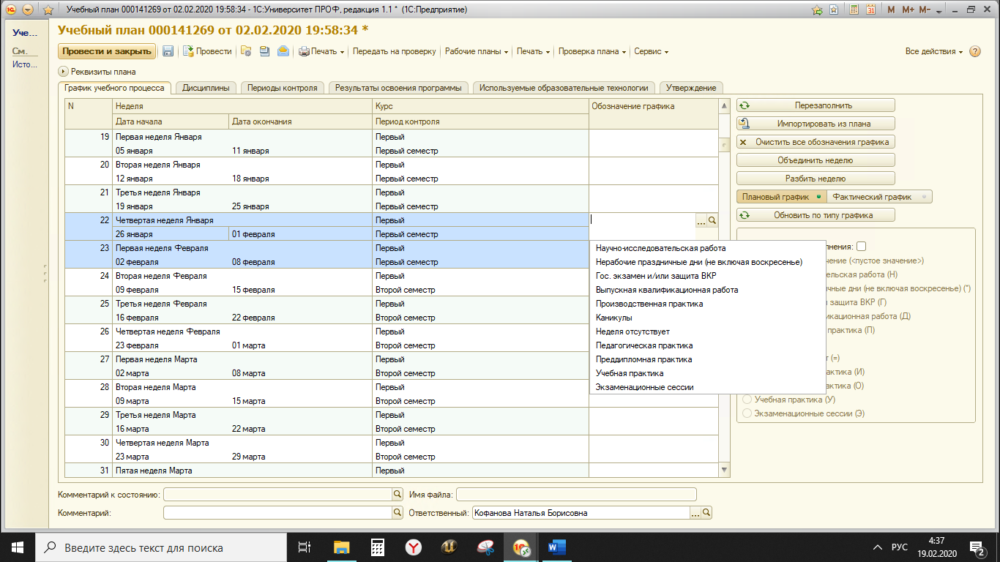 Учебный план 000141269 от 02.02.2020 19:58:34 - 1С:Университет ПРОФ, редакция 1.1 * (1С:Предприятие)
M M+ M-
Уче...
См.
Исто...
Учебный план 000141269 от 02.02.2020 19:58:34 *
Провести и закрыть Провести Печать Передать на проверку Рабочие планы Печать Проверка плана Сервис Все действия
Реквизиты плана
График учебного процесса Дисциплины Периоды контроля Результаты освоения программы Используемые образовательные технологии Утверждение
N Неделя Курс Обозначение графика
Дата начала Дата окончания Период контроля
19 Первая неделя Января Первый
05 января 11 января Первый семестр
20 Вторая неделя Января Первый
12 января 18 января Первый семестр
21 Третья неделя Января Первый
19 января 25 января Первый семестр
22 Четвертая неделя Января Первый ...
26 января 01 февраля Первый семестр
23 Первая неделя Февраля Первый
02 февраля 08 февраля Первый семестр
24 Вторая неделя Февраля Первый
09 февраля 15 февраля Второй семестр
25 Третья неделя Февраля Первый
16 февраля 22 февраля Второй семестр
26 Четвертая неделя Февраля Первый
23 февраля 01 марта Второй семестр
27 Первая неделя Марта Первый
02 марта 08 марта Второй семестр
28 Вторая неделя Марта Первый
09 марта 15 марта Второй семестр
29 Третья неделя Марта Первый
16 марта 22 марта Второй семестр
30 Четвертая неделя Марта Первый
23 марта 29 марта Второй семестр
31 Пятая неделя Марта Первый
Научно-исследовательская работа
Нерабочие праздничные дни (не включая воскресенье)
Гос. экзамен и/или защита ВКР
Выпускная квалификационная работа
Производственная практика
Каникулы
Неделя отсутствует
Педагогическая практика
Преддипломная практика
Учебная практика
Экзаменационные сессии
Перезаполнить
Импортировать из плана
Очистить все обозначения графика
Объединить неделю
Разбить неделю
Плановый график Фактический график
Обновить по типу графика
нения:
чение (<пустое значение>)
тельская работа (Н)
чные дни (не включая воскресенье) (*)
защита ВКР (Г)
икационная работа (Д)
практика (П)
т (=)
актика (И)
актика (О)
Учебная практика (У)
Экзаменационные сессии (Э)
Комментарий к состоянию: Имя файла:
Комментарий: Ответственный: Кофанова Наталья Борисовна ...
Введите здесь текст для поиска
РУС
4:37
19.02.2020
2